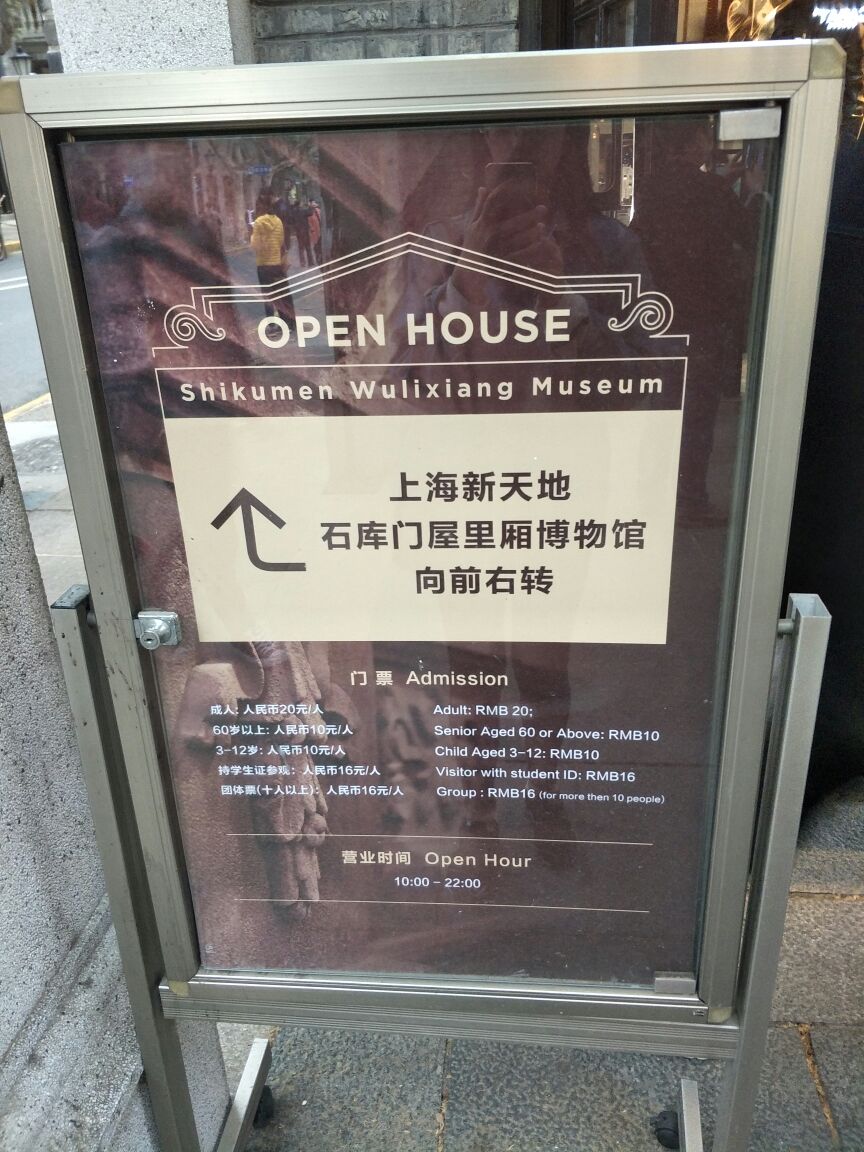 OPEN HOUSE
Shikumen Wulixiang Museum
上海新天地
石库门屋里厢博物馆
向前右转
门票 Admission
成人: 人民币20元/人 Adult: RMB 20;
60岁以上: 人民币10元/人 Senior Aged 60 or Above: RMB10
3-12岁: 人民币10元/人 Child Aged 3-12: RMB10
持学生证参观: 人民币16元/人 Visitor with student ID: RMB16
团体票(十人以上): 人民币16元/人 Group : RMB16 (for more then 10 people)
营业时间 Open Hour
10:00 - 22:00